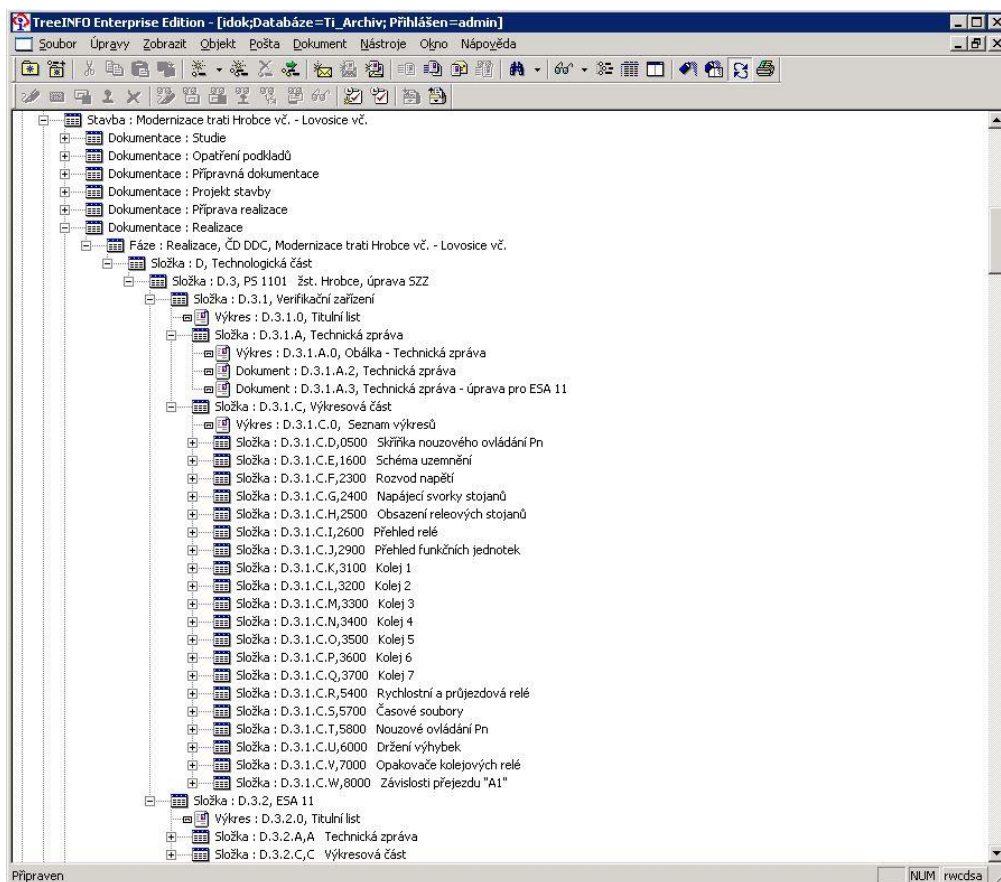 TreeINFO Enterprise Edition - [idok;Databáze=Ti_Archiv; Přihlášen=admin]
Soubor Úpravy Zobrazit Objekt Pošta Dokument Nástroje Okno Nápověda
Stavba : Modernizace trati Hrobce vč. - Lovosice vč.
Dokumentace : Studie
Dokumentace : Opatření podkladů
Dokumentace : Přípravná dokumentace
Dokumentace : Projekt stavby
Dokumentace : Příprava realizace
Dokumentace : Realizace
Fáze : Realizace, ČD DDC, Modernizace trati Hrobce vč. - Lovosice vč.
Složka : D, Technologická část
Složka : D.3, PS 1101 žst. Hrobce, úprava SZZ
Složka : D.3.1, Verifikační zařízení
Výkres : D.3.1.0, Titulní list
Složka : D.3.1.A, Technická zpráva
Výkres : D.3.1.A.0, Obálka - Technická zpráva
Dokument : D.3.1.A.2, Technická zpráva
Dokument : D.3.1.A.3, Technická zpráva - úprava pro ESA 11
Složka : D.3.1.C, Výkresová část
Výkres : D.3.1.C.0, Seznam výkresů
Složka : D.3.1.C.D,0500 Skříňka nouzového ovládání Pn
Složka : D.3.1.C.E,1600 Schéma uzemnění
Složka : D.3.1.C.F,2300 Rozvod napětí
Složka : D.3.1.C.G,2400 Napájecí svorky stojanů
Složka : D.3.1.C.H,2500 Obsazení releových stojanů
Složka : D.3.1.C.I,2600 Přehled relé
Složka : D.3.1.C.J,2900 Přehled funkčních jednotek
Složka : D.3.1.C.K,3100 Kolej 1
Složka : D.3.1.C.L,3200 Kolej 2
Složka : D.3.1.C.M,3300 Kolej 3
Složka : D.3.1.C.N,3400 Kolej 4
Složka : D.3.1.C.O,3500 Kolej 5
Složka : D.3.1.C.P,3600 Kolej 6
Složka : D.3.1.C.Q,3700 Kolej 7
Složka : D.3.1.C.R,5400 Rychlostní a průjezdová relé
Složka : D.3.1.C.S,5700 Časové soubory
Složka : D.3.1.C.T,5800 Nouzové ovládání Pn
Složka : D.3.1.C.U,6000 Držení výhybek
Složka : D.3.1.C.V,7000 Opakovače kolejových relé
Složka : D.3.1.C.W,8000 Závislosti přejezdu "A1"
Složka : D.3.2, ESA 11
Výkres : D.3.2.0, Titulní list
Složka : D.3.2.A,A Technická zpráva
Složka : D.3.2.C,C Výkresová část
Připraven NUM rwcdsa